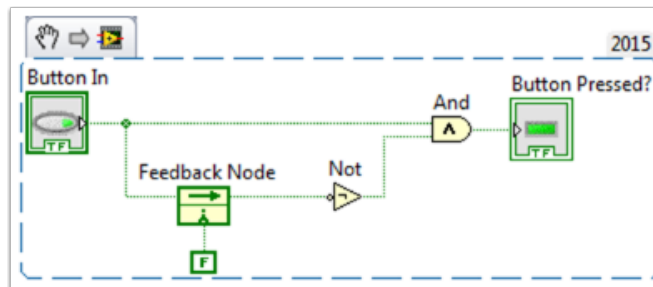 2015
Button In
Button Pressed?
And
TF
TF
Feedback Node
Not
F